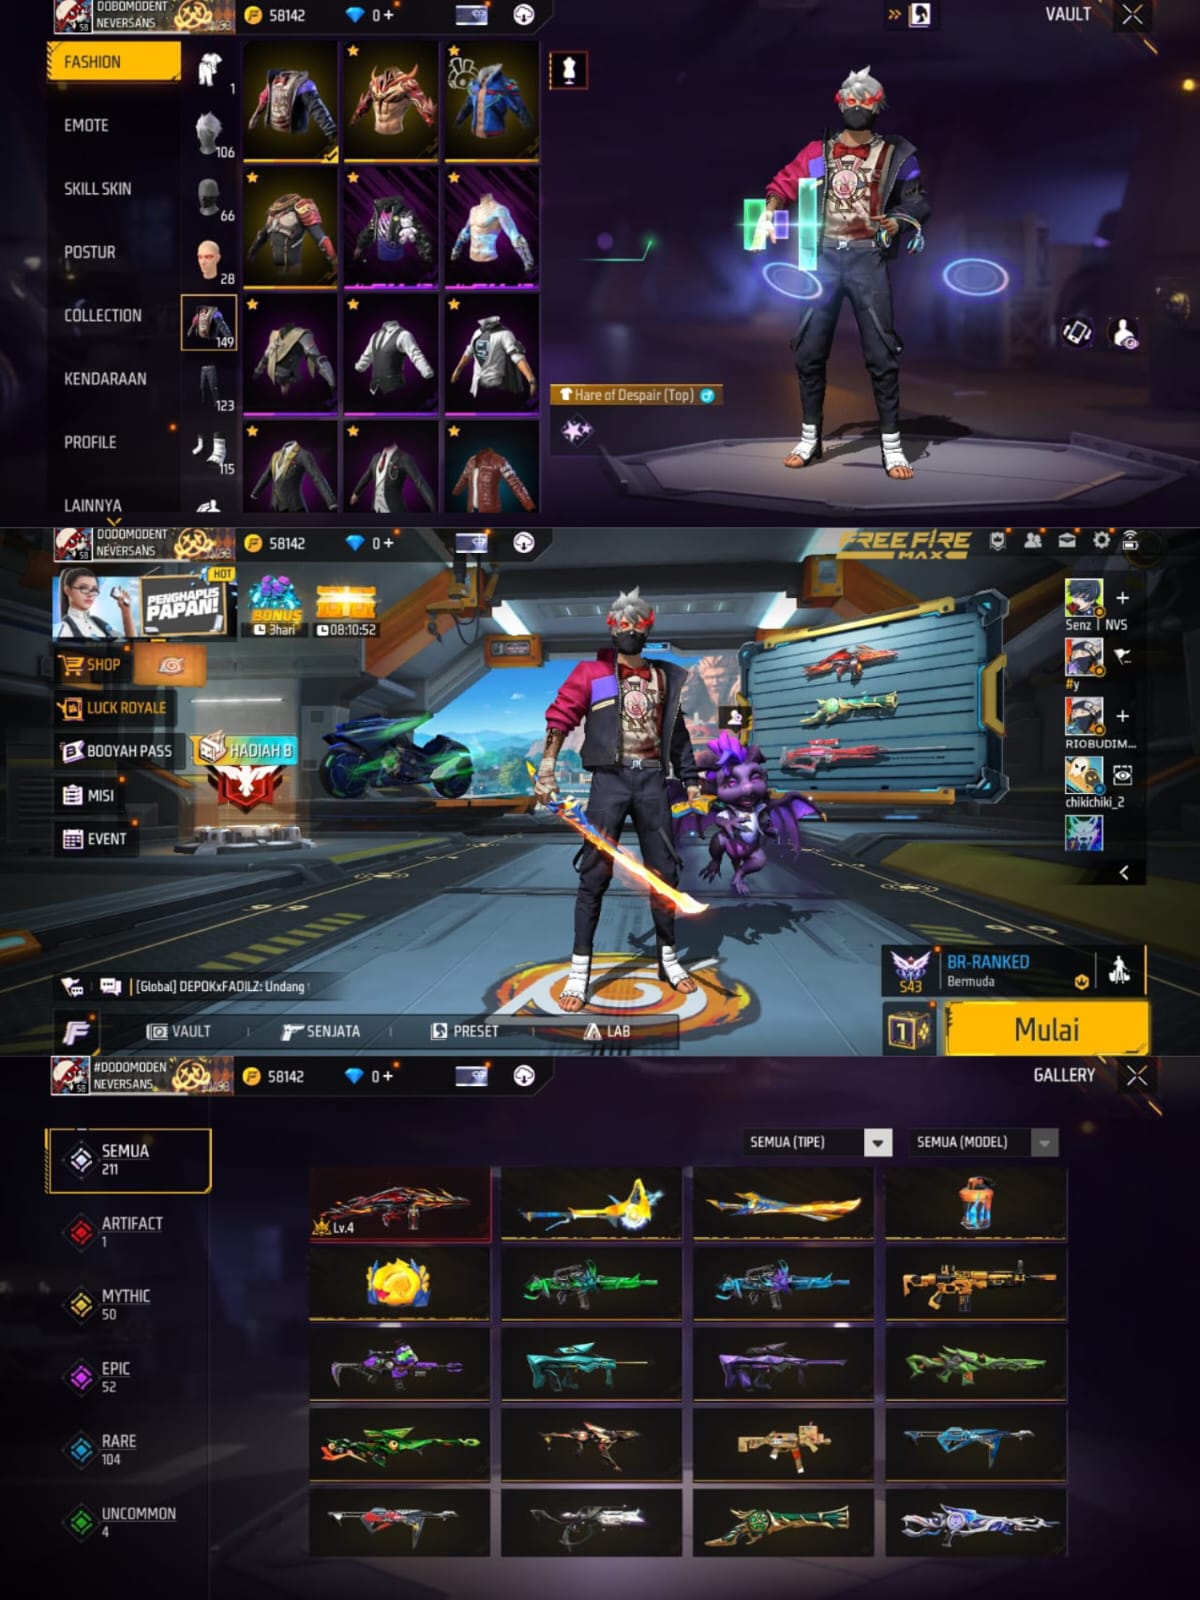 DOBOMODENT
NEVERSANS
58
58142
0 +
VAULT
FASHION
EMOTE
SKILL SKIN
POSTUR
COLLECTION
KENDARAAN
PROFILE
LAINNYA
1
106
66
28
149
123
115
Hare of Despair (Top)
DODOMODENT
NEVERSANS
58
58142
0 +
FREE FIRE
MAX
HOT
PENGHAPUS
PAPAN!
BONUS
3hari
08:10:52
SHOP
LUCK ROYALE
BOOYAH PASS
HADIAH B
MISI
EVENT
Senz | NVS
#y
RIOBUDIM...
chikichiki_2
[Global] DEPOKxFADILZ: Undang
BR-RANKED
Bermuda
S43
VAULT
SENJATA
PRESET
LAB
1
Mulai
#DODOMODEN
NEVERSANS
58
58142
0 +
GALLERY
SEMUA
211
ARTIFACT
1
MYTHIC
50
EPIC
52
RARE
104
UNCOMMON
4
SEMUA (TIPE)
SEMUA (MODEL)
Lv.4